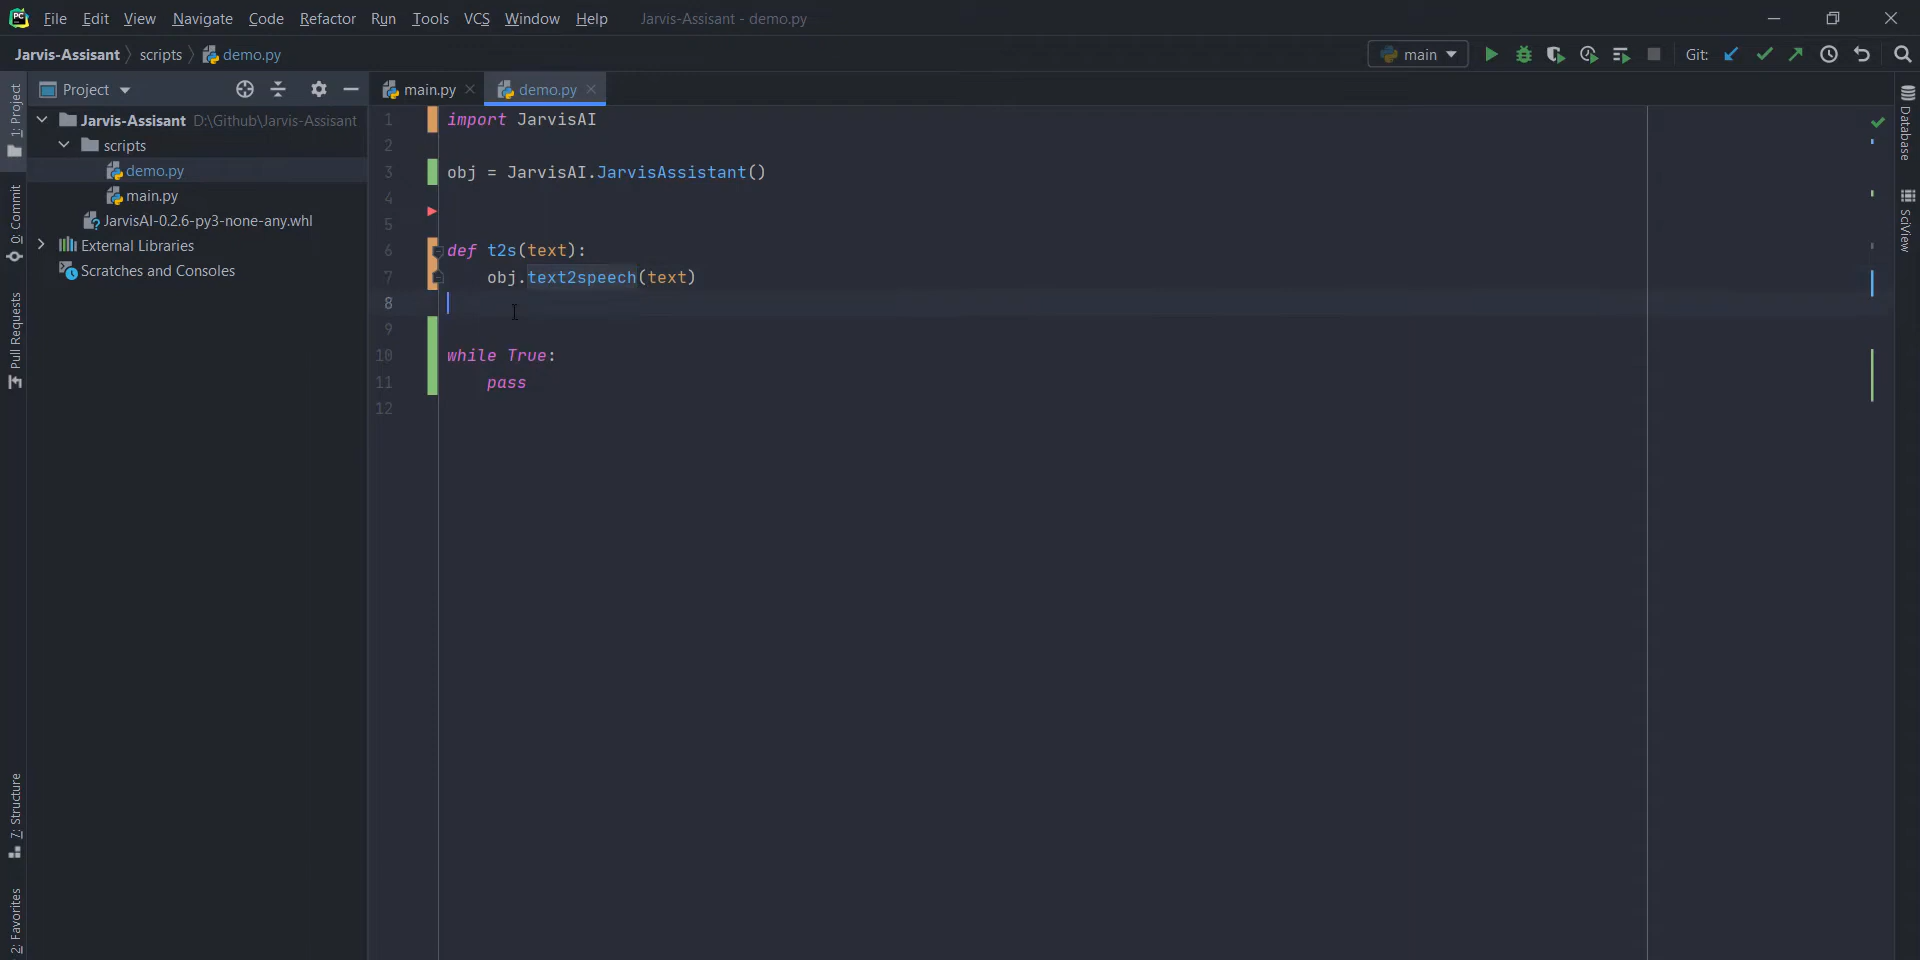 PC File Edit View Navigate Code Refactor Run Tools VCS Window Help Jarvis-Assisant - demo.py
Jarvis-Assisant scripts demo.py main Git:
1: Project
0: Commit
Pull Requests
7: Structure
2: Favorites
Project
Jarvis-Assisant D:\Github\Jarvis-Assisant
scripts
demo.py
main.py
JarvisAI-0.2.6-py3-none-any.whl
External Libraries
Scratches and Consoles
main.py demo.py
1 import JarvisAI
2
3 obj = JarvisAI.JarvisAssistant()
4
5
6 def t2s(text):
7 obj.text2speech(text)
8
9
10 while True:
11 pass
12
Database
SciView